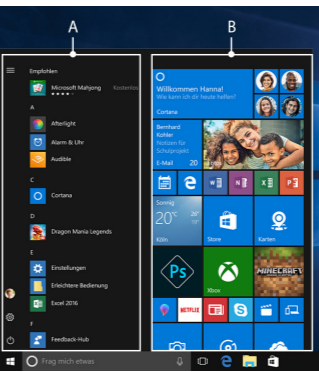 A
B
Empfohlen
Microsoft Mahjong Kostenlos
A
Afterlight
Alarm & Uhr
Audible
C
Cortana
D
Dragon Mania Legends
E
Einstellungen
Erleichterte Bedienung
Excel 2016
F
Feedback-Hub
Frag mich etwas
Willkommen Hanna!
Wie kann ich dir heute helfen?
Cortana
Bernhard
Kohler
Notizen für
Schulprojekt
E-Mail 20
Sonnig
20°
Köln
Store
Karten
Ps
Xbox
MINECRAFT
NETFLIX